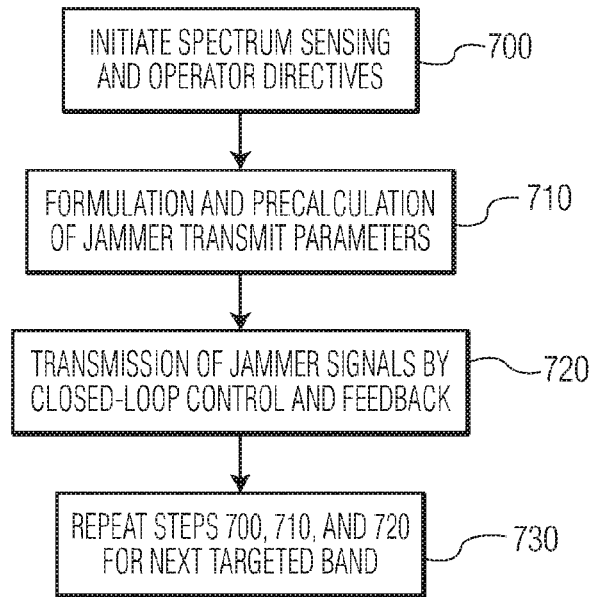 INITIATE SPECTRUM SENSING
AND OPERATOR DIRECTIVES
700
FORMULATION AND PRECALCULATION
OF JAMMER TRANSMIT PARAMETERS
710
TRANSMISSION OF JAMMER SIGNALS BY
CLOSED-LOOP CONTROL AND FEEDBACK
720
REPEAT STEPS 700, 710, AND 720
FOR NEXT TARGETED BAND
730